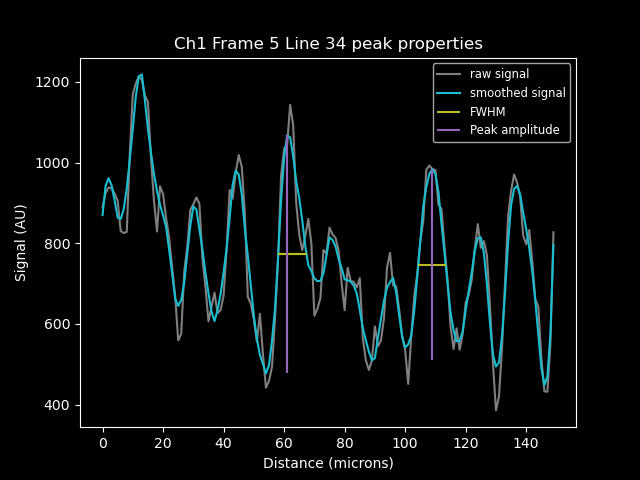 Ch1 Frame 5 Line 34 peak properties
raw signal
smoothed signal
FWHM
Peak amplitude
Signal (AU)
1200
1000
800
600
400
0 20 40 60 80 100 120 140
Distance (microns)